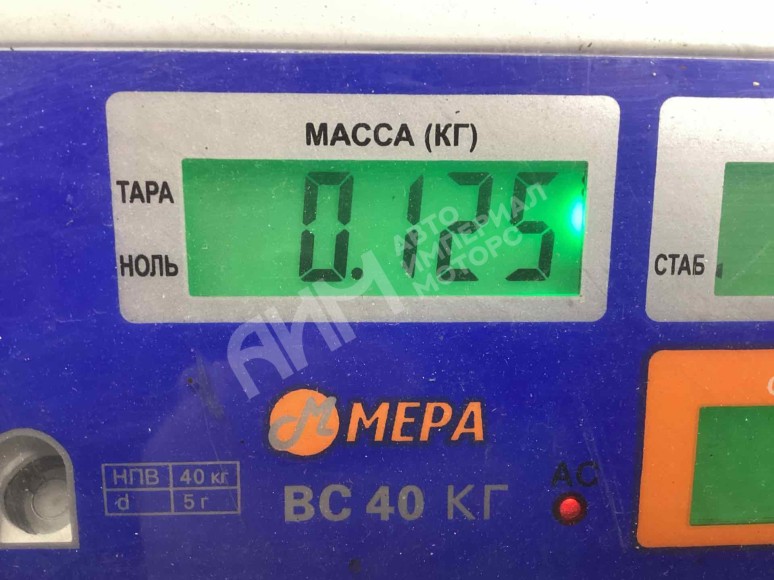 МАССА (КГ)
ТАРА
0.125
НОЛЬ
СТАБ
АИМ
АВТО
ИМПЕРИАЛ
МОТОРС
М МЕРА
НПВ 40 кг
d 5 г
ВС 40 КГ
AC